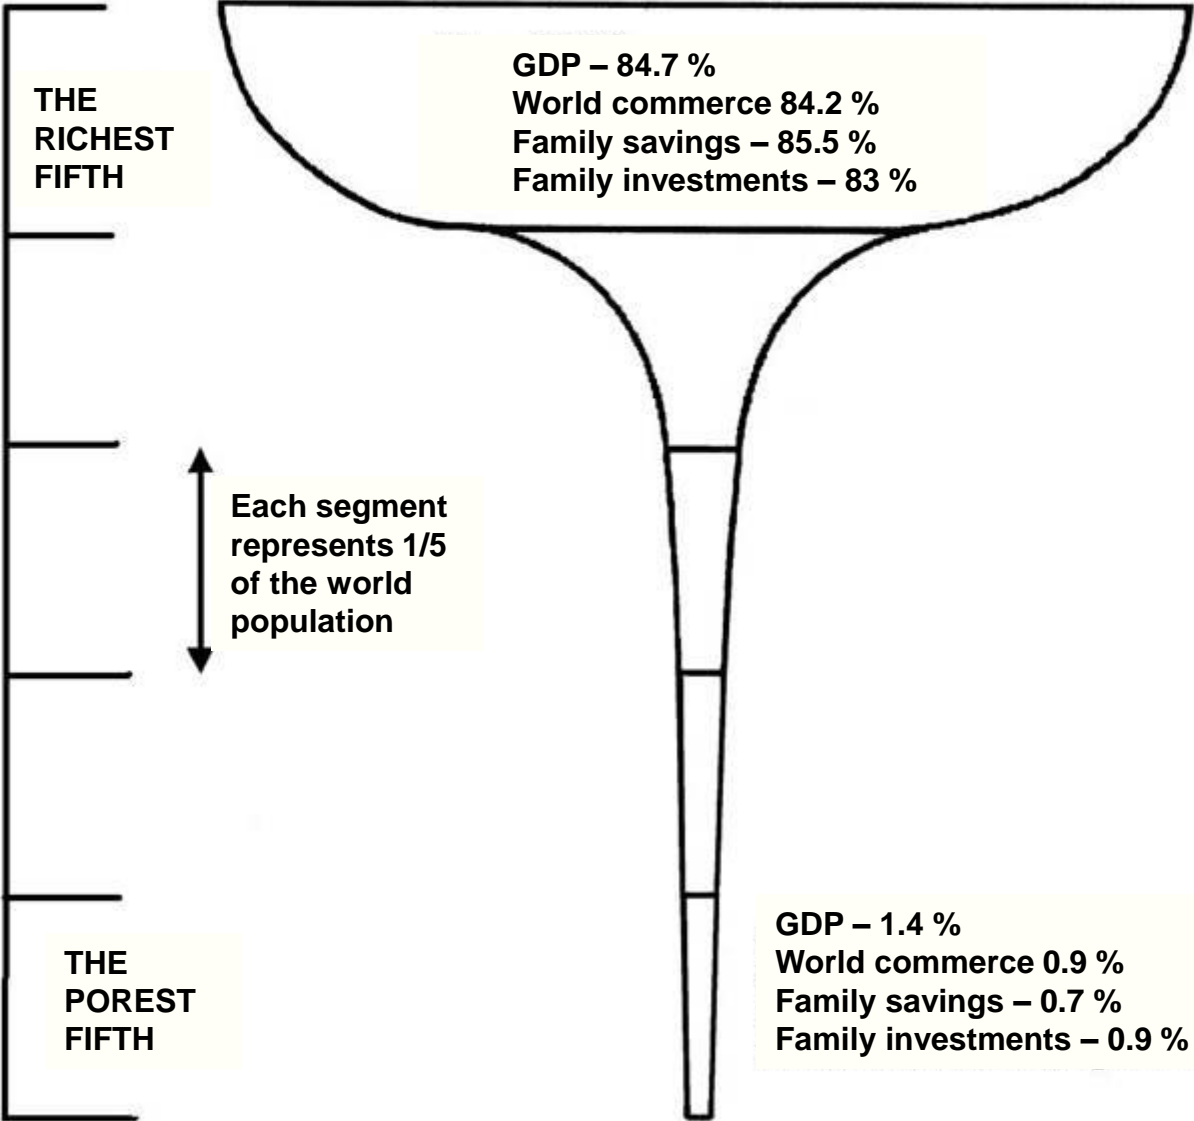 THE
RICHEST
FIFTH
GDP – 84.7 %
World commerce 84.2 %
Family savings – 85.5 %
Family investments – 83 %
Each segment
represents 1/5
of the world
population
THE
POREST
FIFTH
GDP – 1.4 %
World commerce 0.9 %
Family savings – 0.7 %
Family investments – 0.9 %